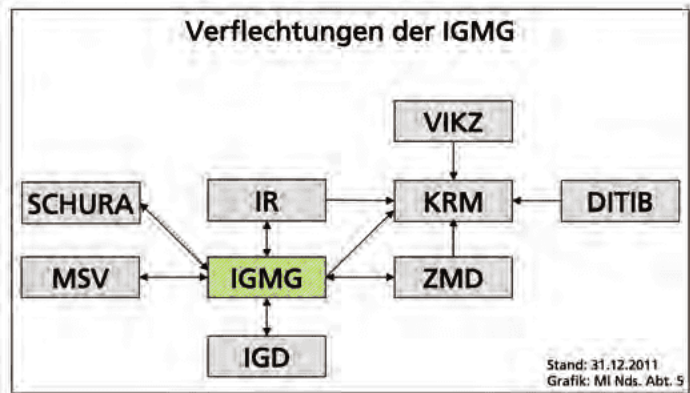 Verflechtungen der IGMG
VIKZ
SCHURA
IR
KRM
DITIB
MSV
IGMG
ZMD
IGD
Stand: 31.12.2011
Grafik: MI Nds. Abt. 5